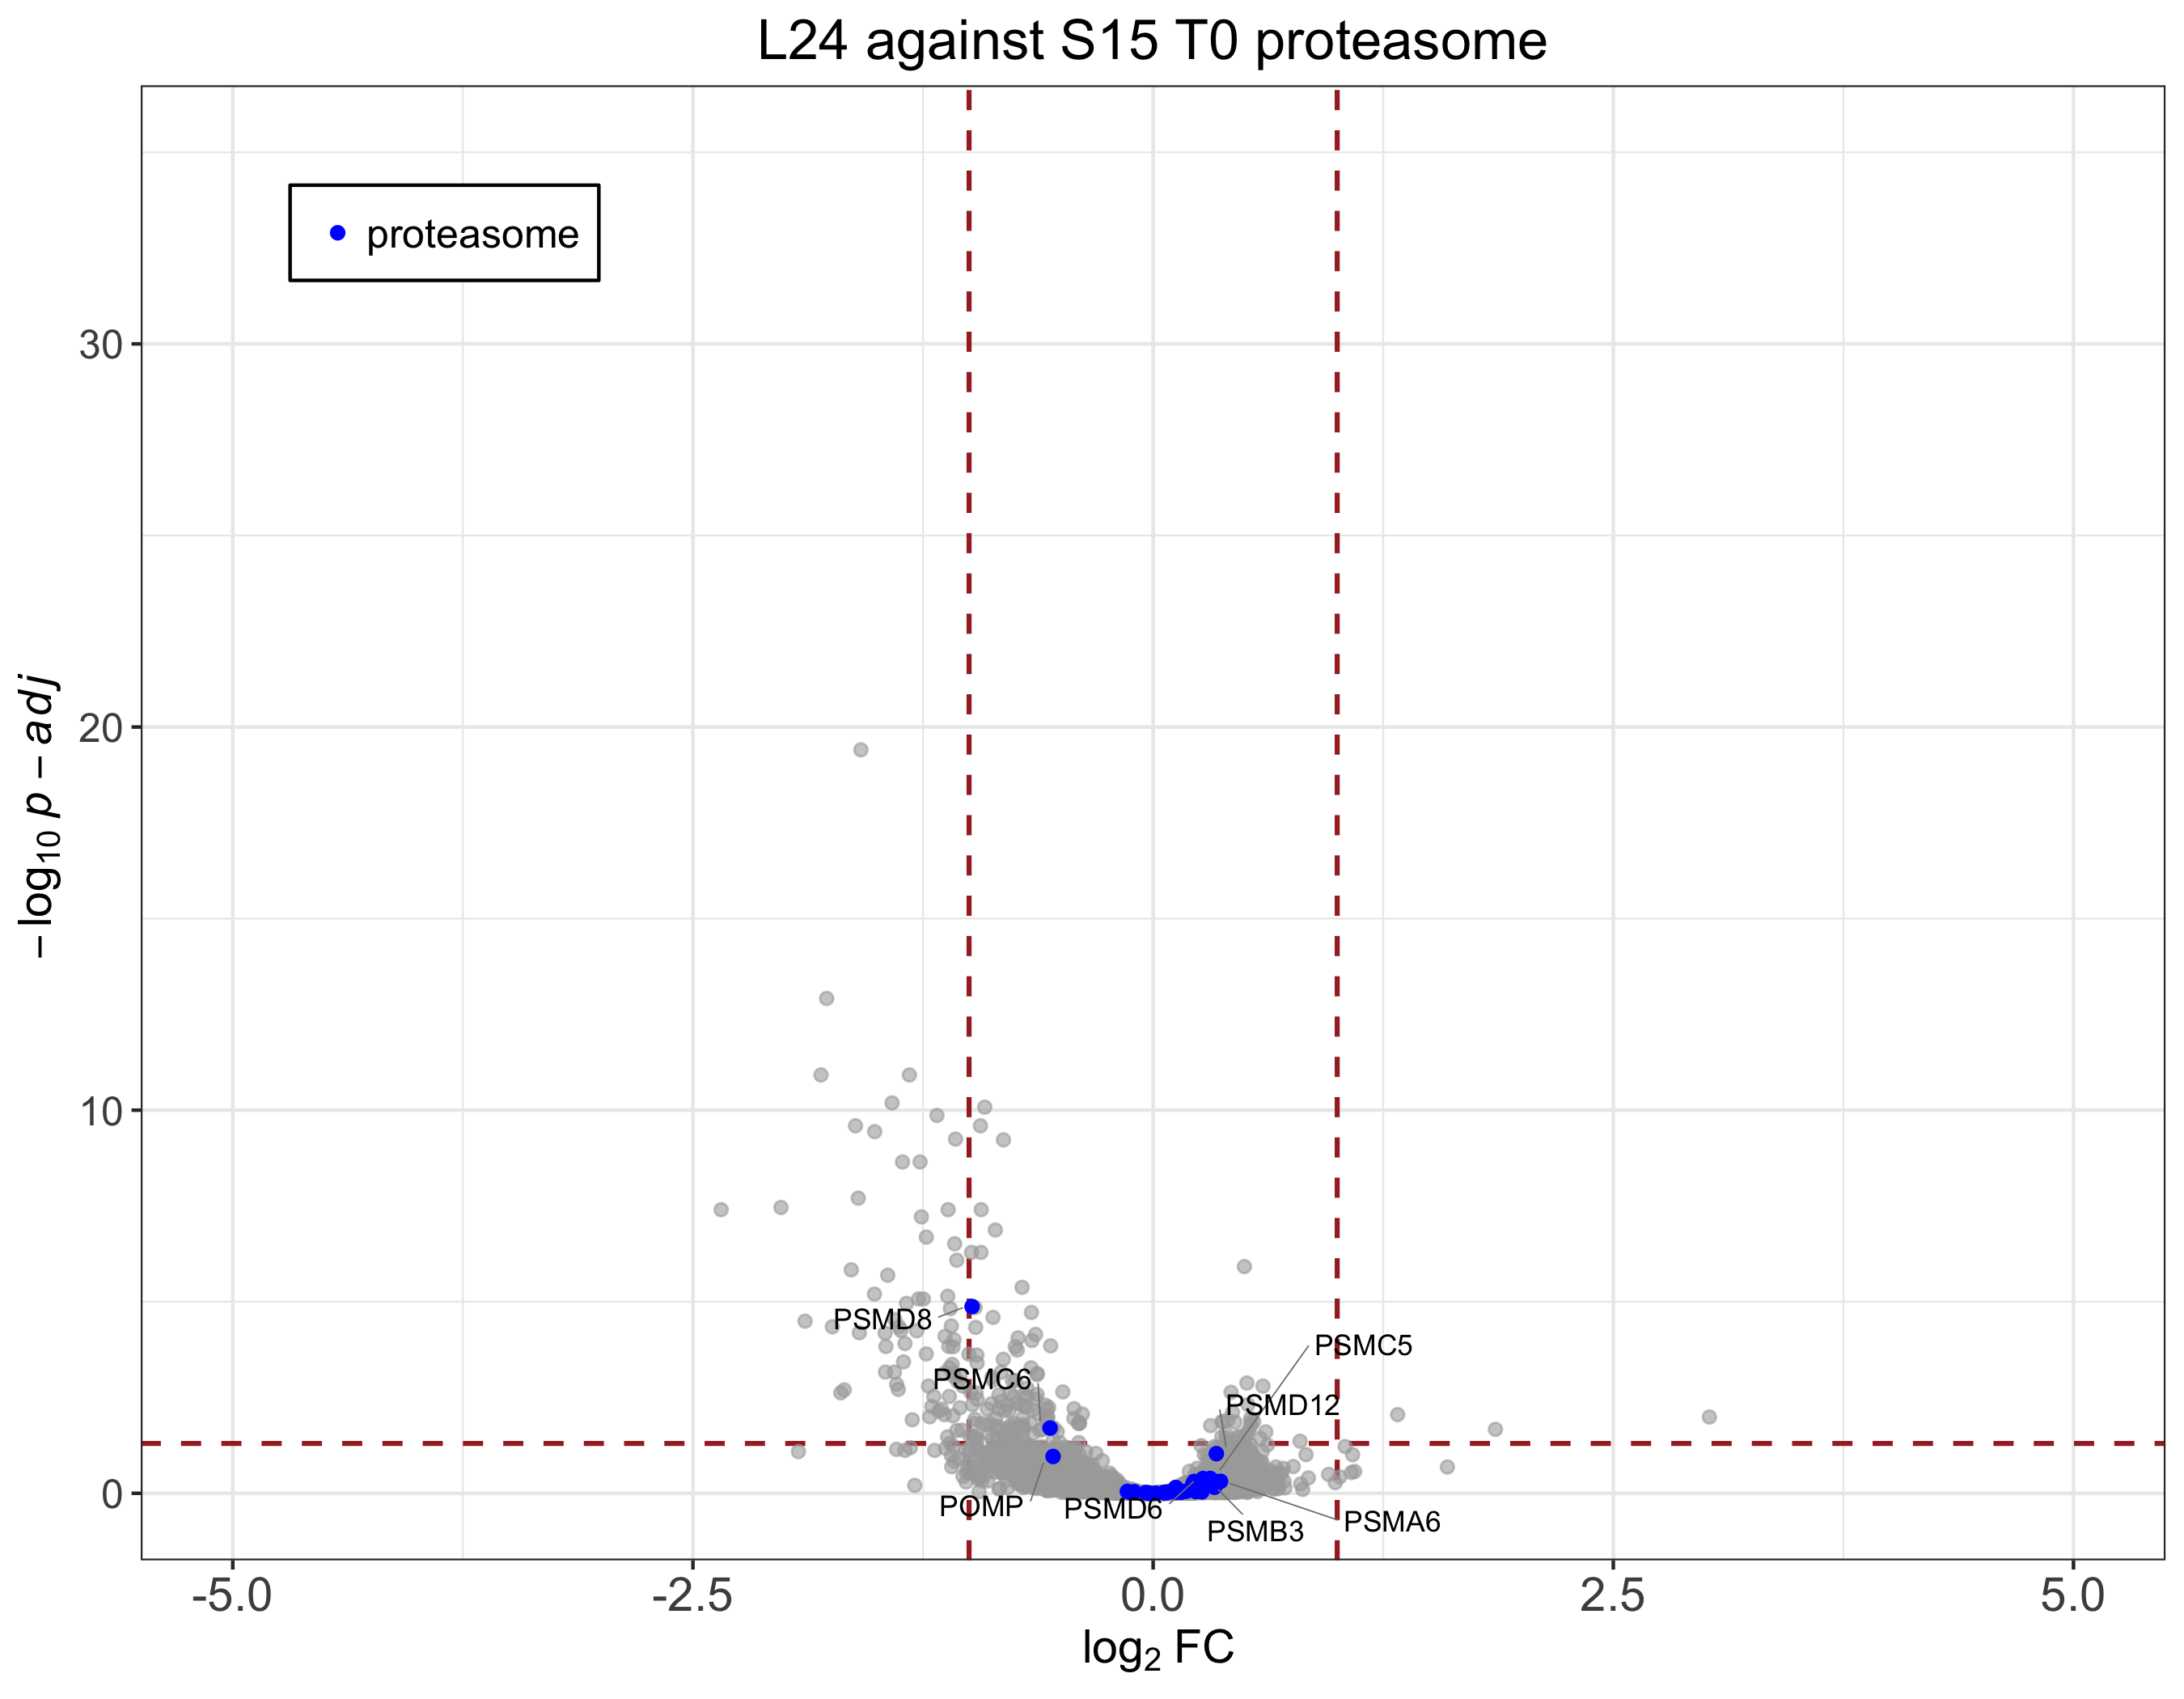 L24 against S15 T0 proteasome
proteasome
30
20
10
0
−log10 p − adj
PSMD8
PSMC6
PSMC5
PSMD12
POMP
PSMD6
PSMB3
PSMA6
-5.0
-2.5
0.0
2.5
5.0
log2 FC